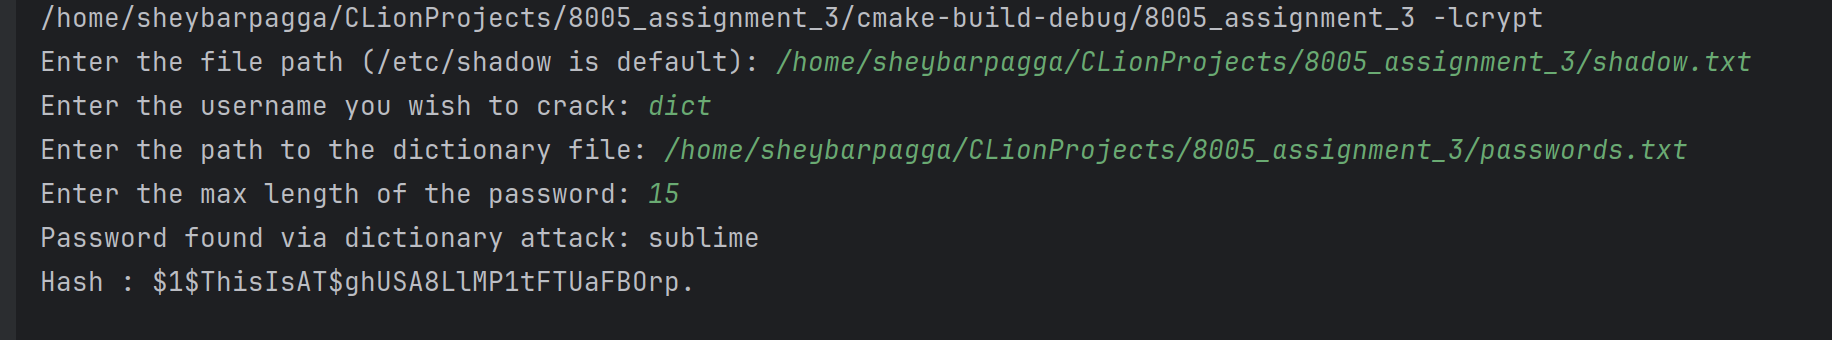 /home/sheybarpagga/CLionProjects/8005_assignment_3/cmake-build-debug/8005_assignment_3 -lcrypt
Enter the file path (/etc/shadow is default): /home/sheybarpagga/CLionProjects/8005_assignment_3/shadow.txt
Enter the username you wish to crack: dict
Enter the path to the dictionary file: /home/sheybarpagga/CLionProjects/8005_assignment_3/passwords.txt
Enter the max length of the password: 15
Password found via dictionary attack: sublime
Hash : $1$ThisIsAT$ghUSA8LlMP1tFTUaFBOrp.